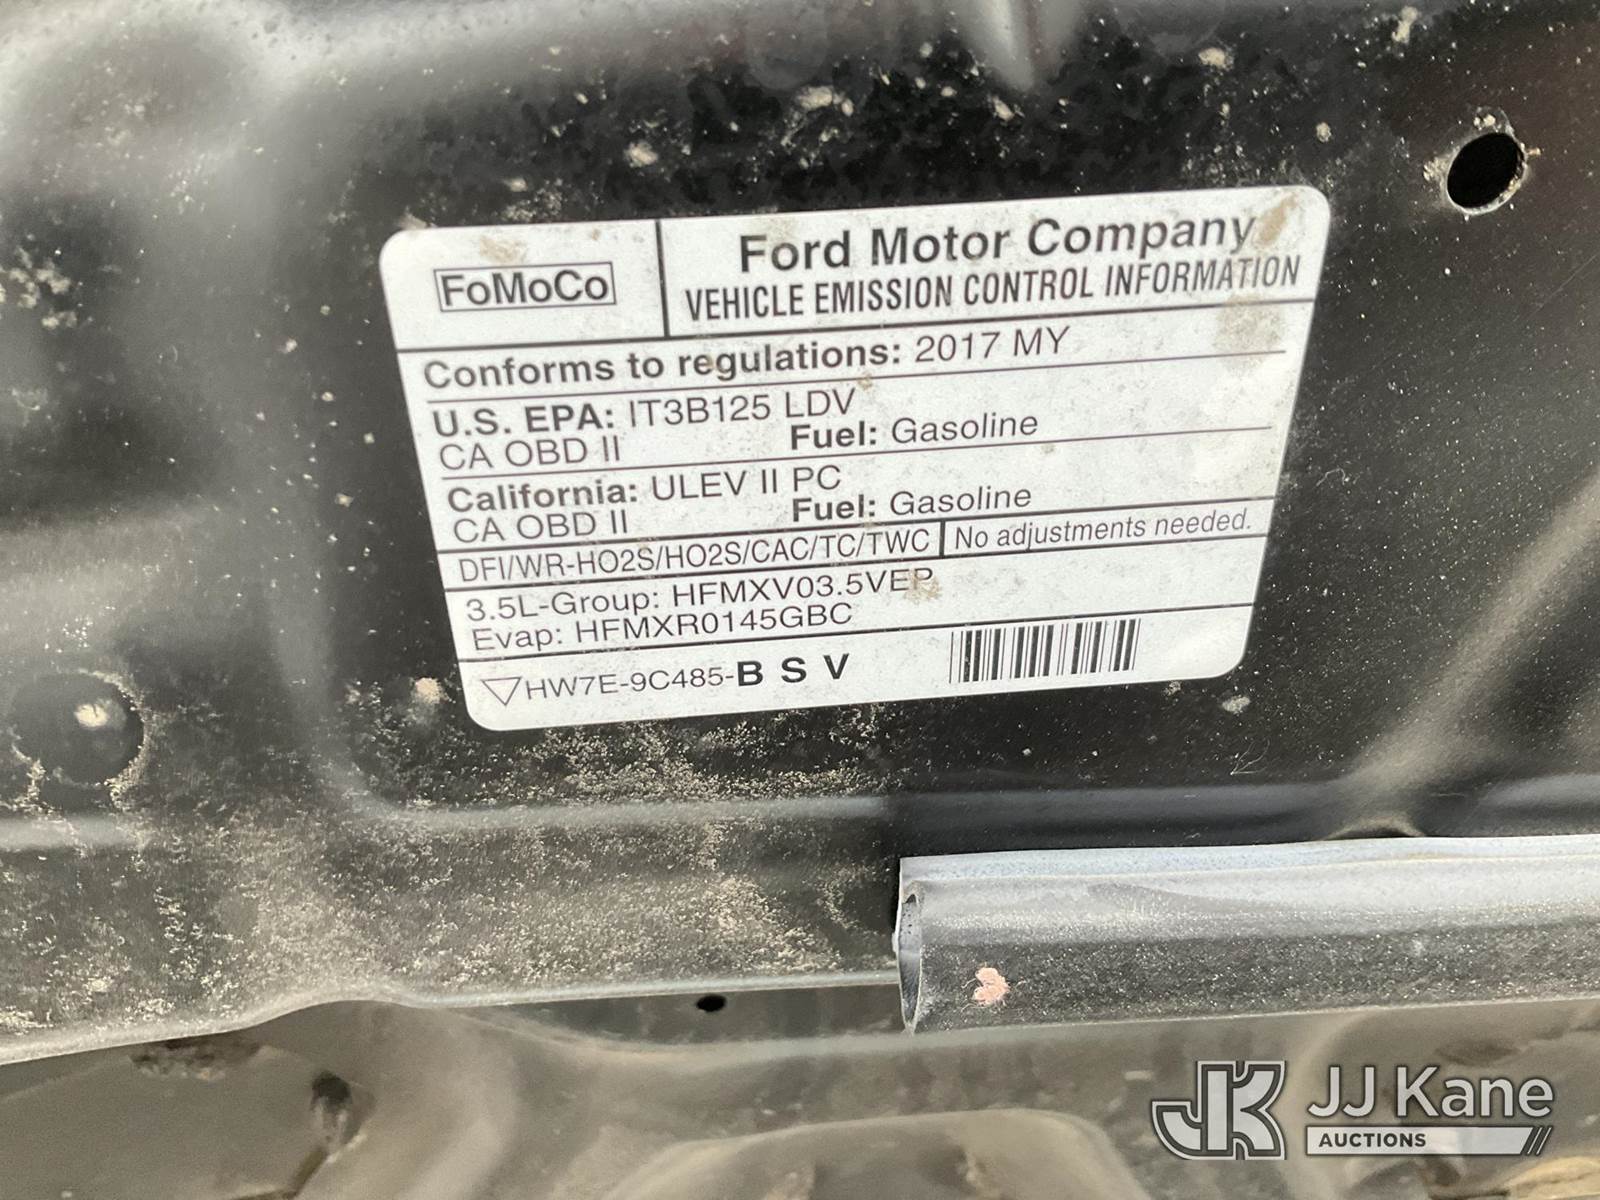 FoMoCo
Ford Motor Company
VEHICLE EMISSION CONTROL INFORMATION
Conforms to regulations: 2017 MY
U.S. EPA: IT3B125 LDV
CA OBD II Fuel: Gasoline
California: ULEV II PC
CA OBD II Fuel: Gasoline
DFI/WR-HO2S/HO2S/CAC/TC/TWC No adjustments needed.
3.5L-Group: HFMXV03.5VEP
Evap: HFMXR0145GBC
HW7E-9C485-B S V
JK JJ Kane
AUCTIONS